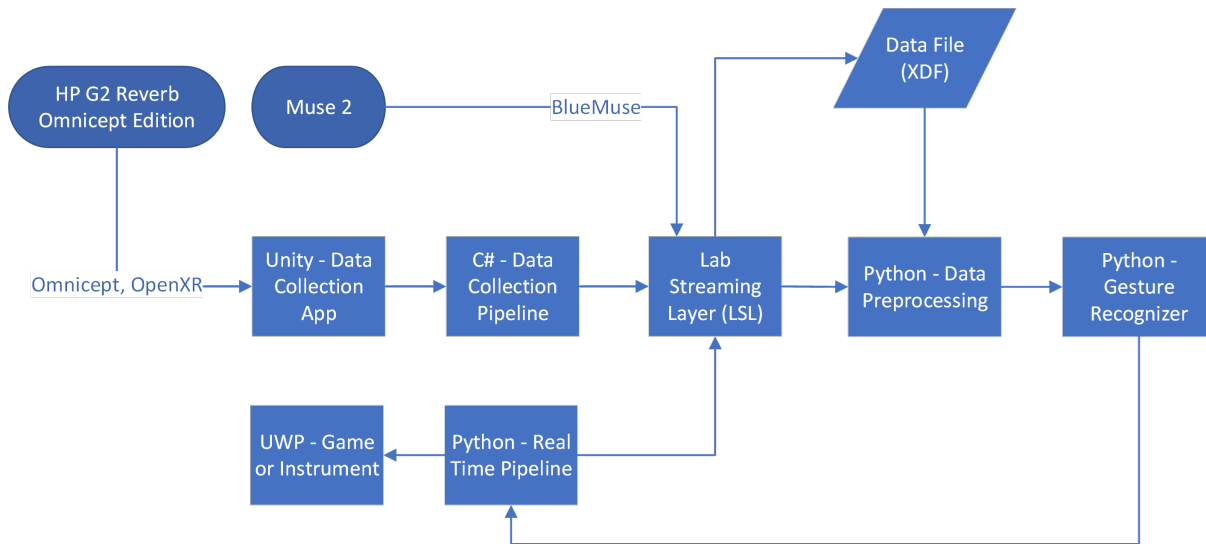 Data File
(XDF)
HP G2 Reverb
Omnicept Edition
Muse 2
BlueMuse
Omnicept, OpenXR
Unity - Data
Collection
App
C# - Data
Collection
Pipeline
Lab
Streaming
Layer (LSL)
Python - Data
Preprocessing
Python -
Gesture
Recognizer
UWP - Game
or Instrument
Python - Real
Time Pipeline